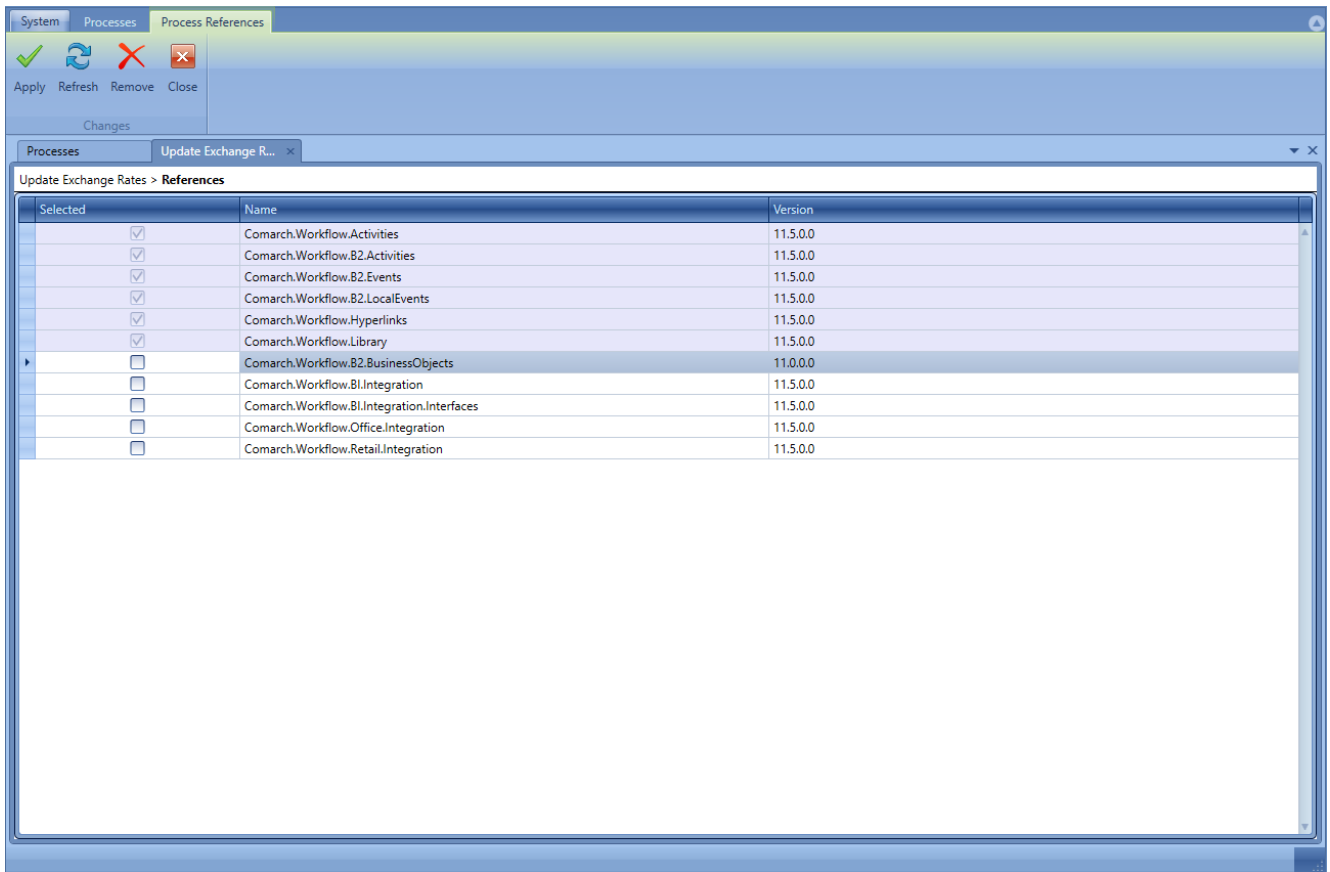 System Processes Process References
Apply Refresh Remove Close
Changes
Processes Update Exchange R...
Update Exchange Rates > References
Selected Name Version
Comarch.Workflow.Activities 11.5.0.0
Comarch.Workflow.B2.Activities 11.5.0.0
Comarch.Workflow.B2.Events 11.5.0.0
Comarch.Workflow.B2.LocalEvents 11.5.0.0
Comarch.Workflow.Hyperlinks 11.5.0.0
Comarch.Workflow.Library 11.5.0.0
Comarch.Workflow.B2.BusinessObjects 11.0.0.0
Comarch.Workflow.BI.Integration 11.5.0.0
Comarch.Workflow.BI.Integration.Interfaces 11.5.0.0
Comarch.Workflow.Office.Integration 11.5.0.0
Comarch.Workflow.Retail.Integration 11.5.0.0